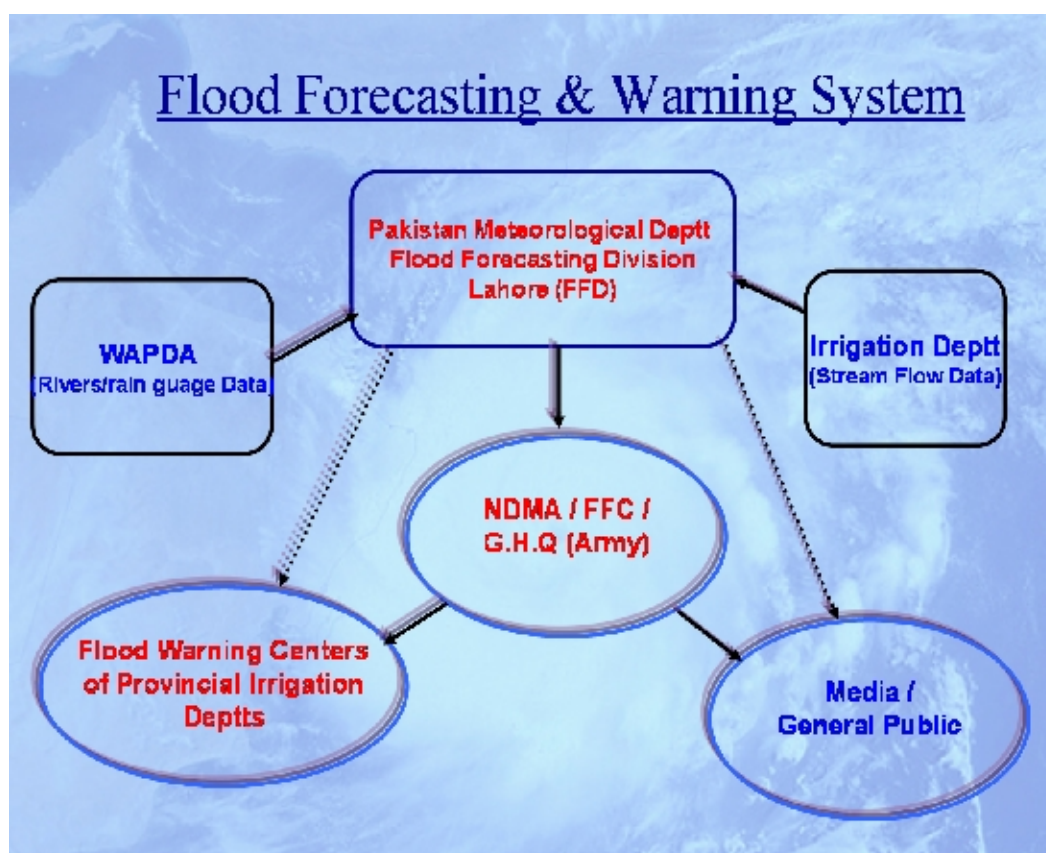 Flood Forecasting & Warning System
Pakistan Meteorological Deptt
Flood Forecasting Division
Lahore (FFD)
WAPDA
(Rivers/rain guage Data)
Irrigation Deptt
(Stream Flow Data)
NDMA / FFC /
G.H.Q (Army)
Flood Warning Centers
of Provincial Irrigation
Deptts
Media /
General Public